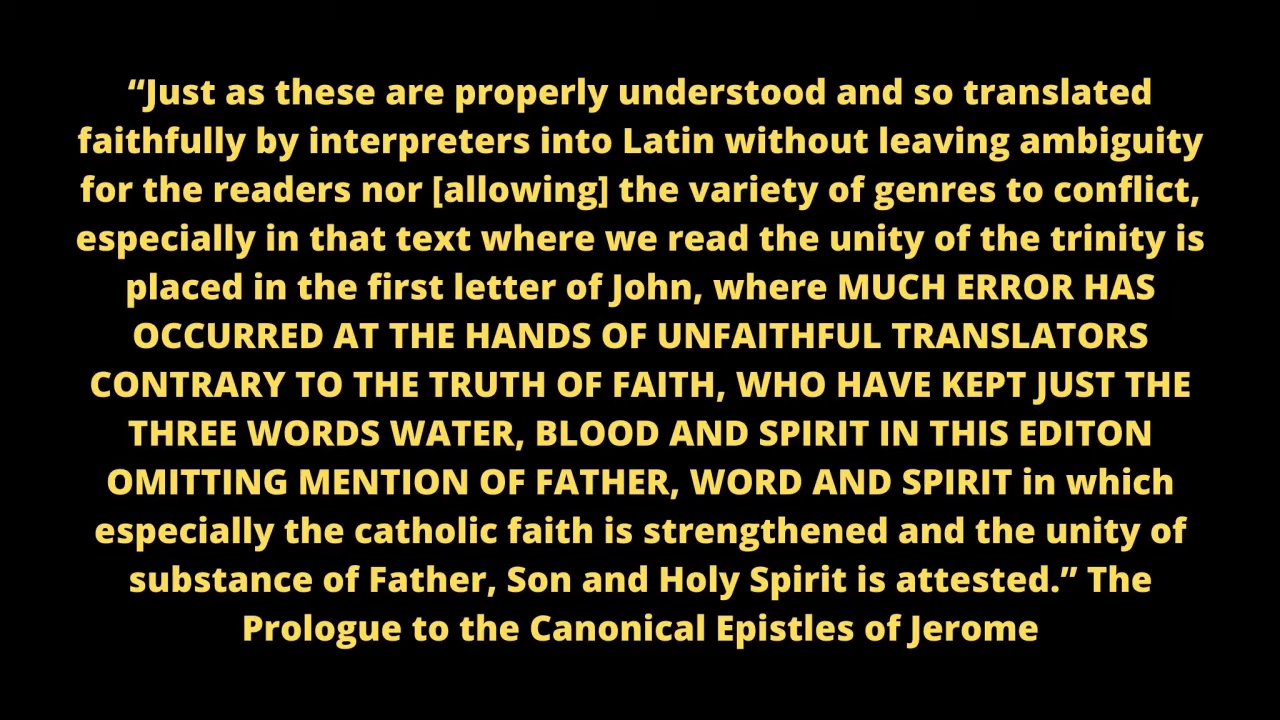 “Just as these are properly understood and so translated
faithfully by interpreters into Latin without leaving ambiguity
for the readers nor [allowing] the variety of genres to conflict,
especially in that text where we read the unity of the trinity is
placed in the first letter of John, where MUCH ERROR HAS
OCCURRED AT THE HANDS OF UNFAITHFUL TRANSLATORS
CONTRARY TO THE TRUTH OF FAITH, WHO HAVE KEPT JUST THE
THREE WORDS WATER, BLOOD AND SPIRIT IN THIS EDITON
OMITTING MENTION OF FATHER, WORD AND SPIRIT in which
especially the catholic faith is strengthened and the unity of
substance of Father, Son and Holy Spirit is attested.” The
Prologue to the Canonical Epistles of Jerome